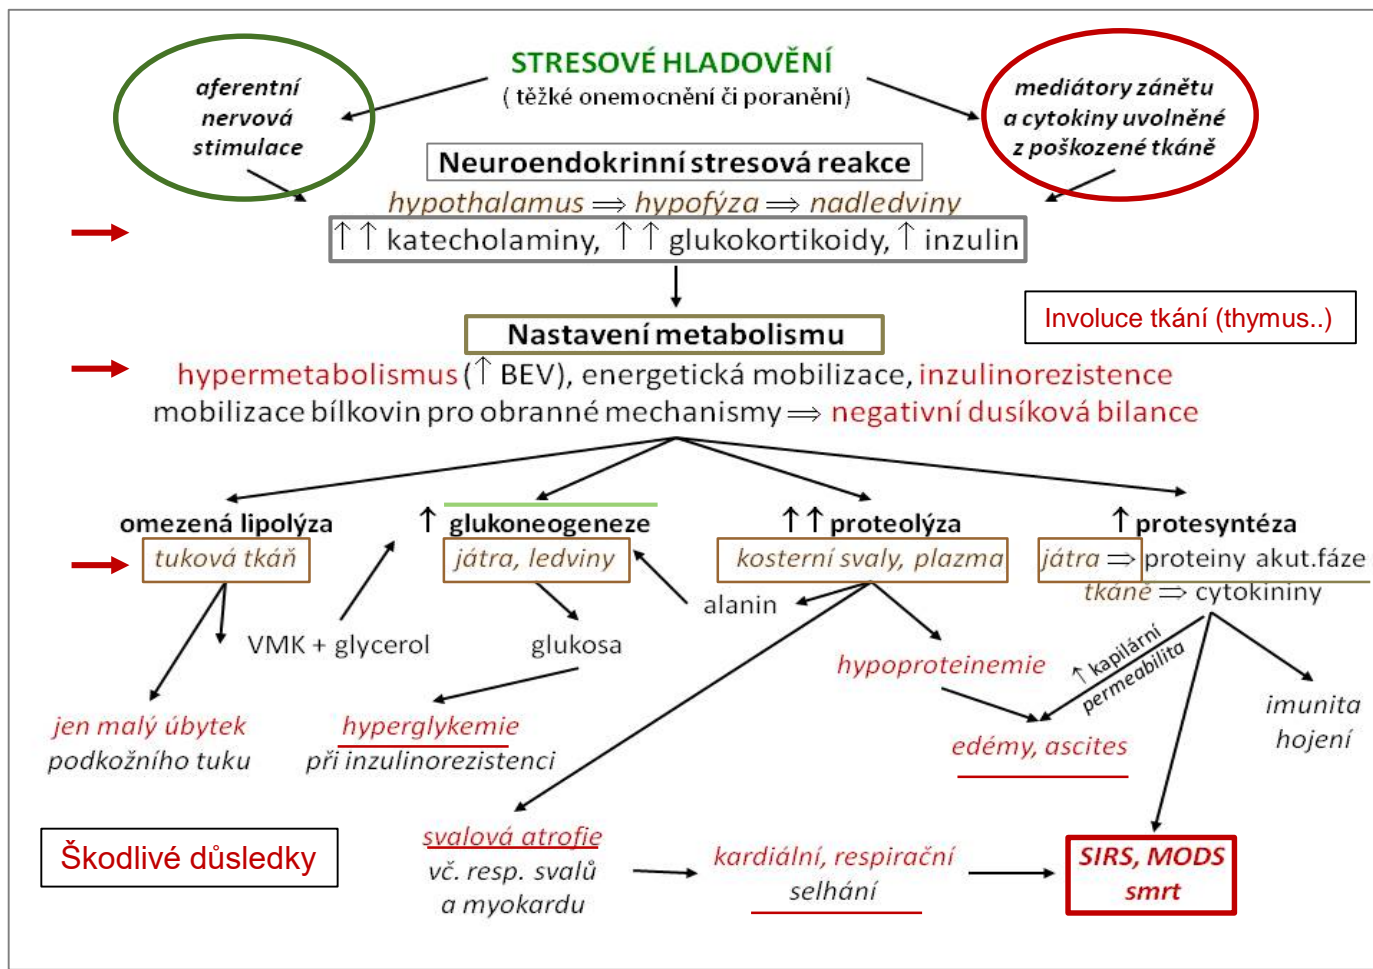 STRESOVÉ HLADOVĚNÍ
( těžké onemocnění či poranění)
aferentní
nervová
stimulace
mediátory zánětu
a cytokiny uvolněné
z poškozené tkáně
Neuroendokrinní stresová reakce
hypothalamus ⇒ hypofýza ⇒ nadledviny
↑↑ katecholaminy, ↑↑ glukokortikoidy, ↑ inzulin
Involuce tkání (thymus..)
Nastavení metabolismu
hypermetabolismus (↑ BEV), energetická mobilizace, inzulinorezistence
mobilizace bílkovin pro obranné mechanismy ⇒ negativní dusíková bilance
omezená lipolýza
tuková tkáň
↑ glukoneogeneze
játra, ledviny
↑↑ proteolýza
kosterní svaly, plazma
↑ protesyntéza
játra ⇒ proteiny akut.fáze
tkáně ⇒ cytokininy
VMK + glycerol
glukosa
alanin
hypoproteinemie
↑ kapilární
permeabilita
imunita
hojení
jen malý úbytek
podkožního tuku
hyperglykemie
při inzulinorezistenci
edémy, ascites
Škodlivé důsledky
svalová atrofie
vč. resp. svalů
a myokardu
kardiální, respirační
selhání
SIRS, MODS
smrt